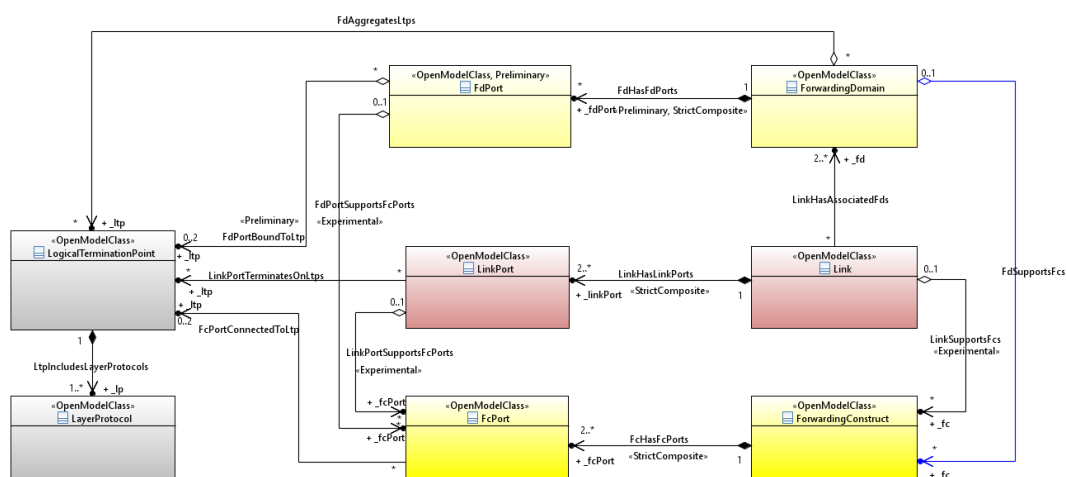 FdAggregatesLtps
*
«OpenModelClass, Preliminary»
FdPort
*
0..1
FdHasFdPorts
*
1
+ _fdPort
«Preliminary, StrictComposite»
«OpenModelClass»
ForwardingDomain
0..1
2..*
+ _fd
LinkHasAssociatedFds
*
FdPortSupportsFcPorts
«Experimental»
«Preliminary»
FdPortBoundToLtp
*
+ _ltp
0..2
+ _ltp
«OpenModelClass»
LogicalTerminationPoint
LinkPortTerminatesOnLtps
*
*
+ _ltp
0..2
FcPortConnectedToLtp
«OpenModelClass»
LinkPort
0..1
2..*
LinkHasLinkPorts
+ _linkPort
«StrictComposite»
1
«OpenModelClass»
Link
0..1
FdSupportsFcs
1
LtpIncludesLayerProtocols
1..*
+ _lp
LinkPortSupportsFcPorts
«Experimental»
LinkSupportsFcs
«Experimental»
«OpenModelClass»
LayerProtocol
+ _fcPort
*
*
+ _fcPort
*
«OpenModelClass»
FcPort
2..*
FcHasFcPorts
+ _fcPort
«StrictComposite»
1
«OpenModelClass»
ForwardingConstruct
*
+ _fc
*
+ _fc